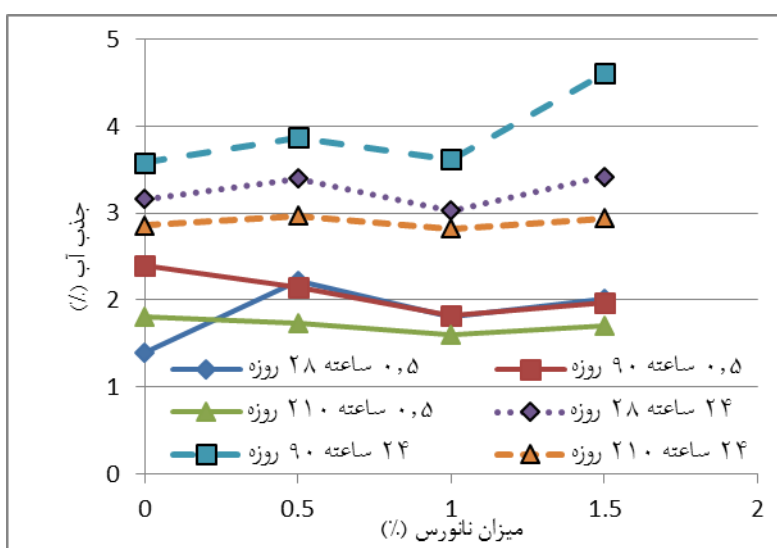 5
4
3
2
1
0
جذب آب (٪)
۰,۵ ساعته ۲۸ روزه
۰,۵ ساعته ۹۰ روزه
۰,۵ ساعته ۲۱۰ روزه
۲۴ ساعته ۲۸ روزه
۲۴ ساعته ۹۰ روزه
۲۴ ساعته ۲۱۰ روزه
0 0.5 1 1.5 2
میزان نانورس (٪)